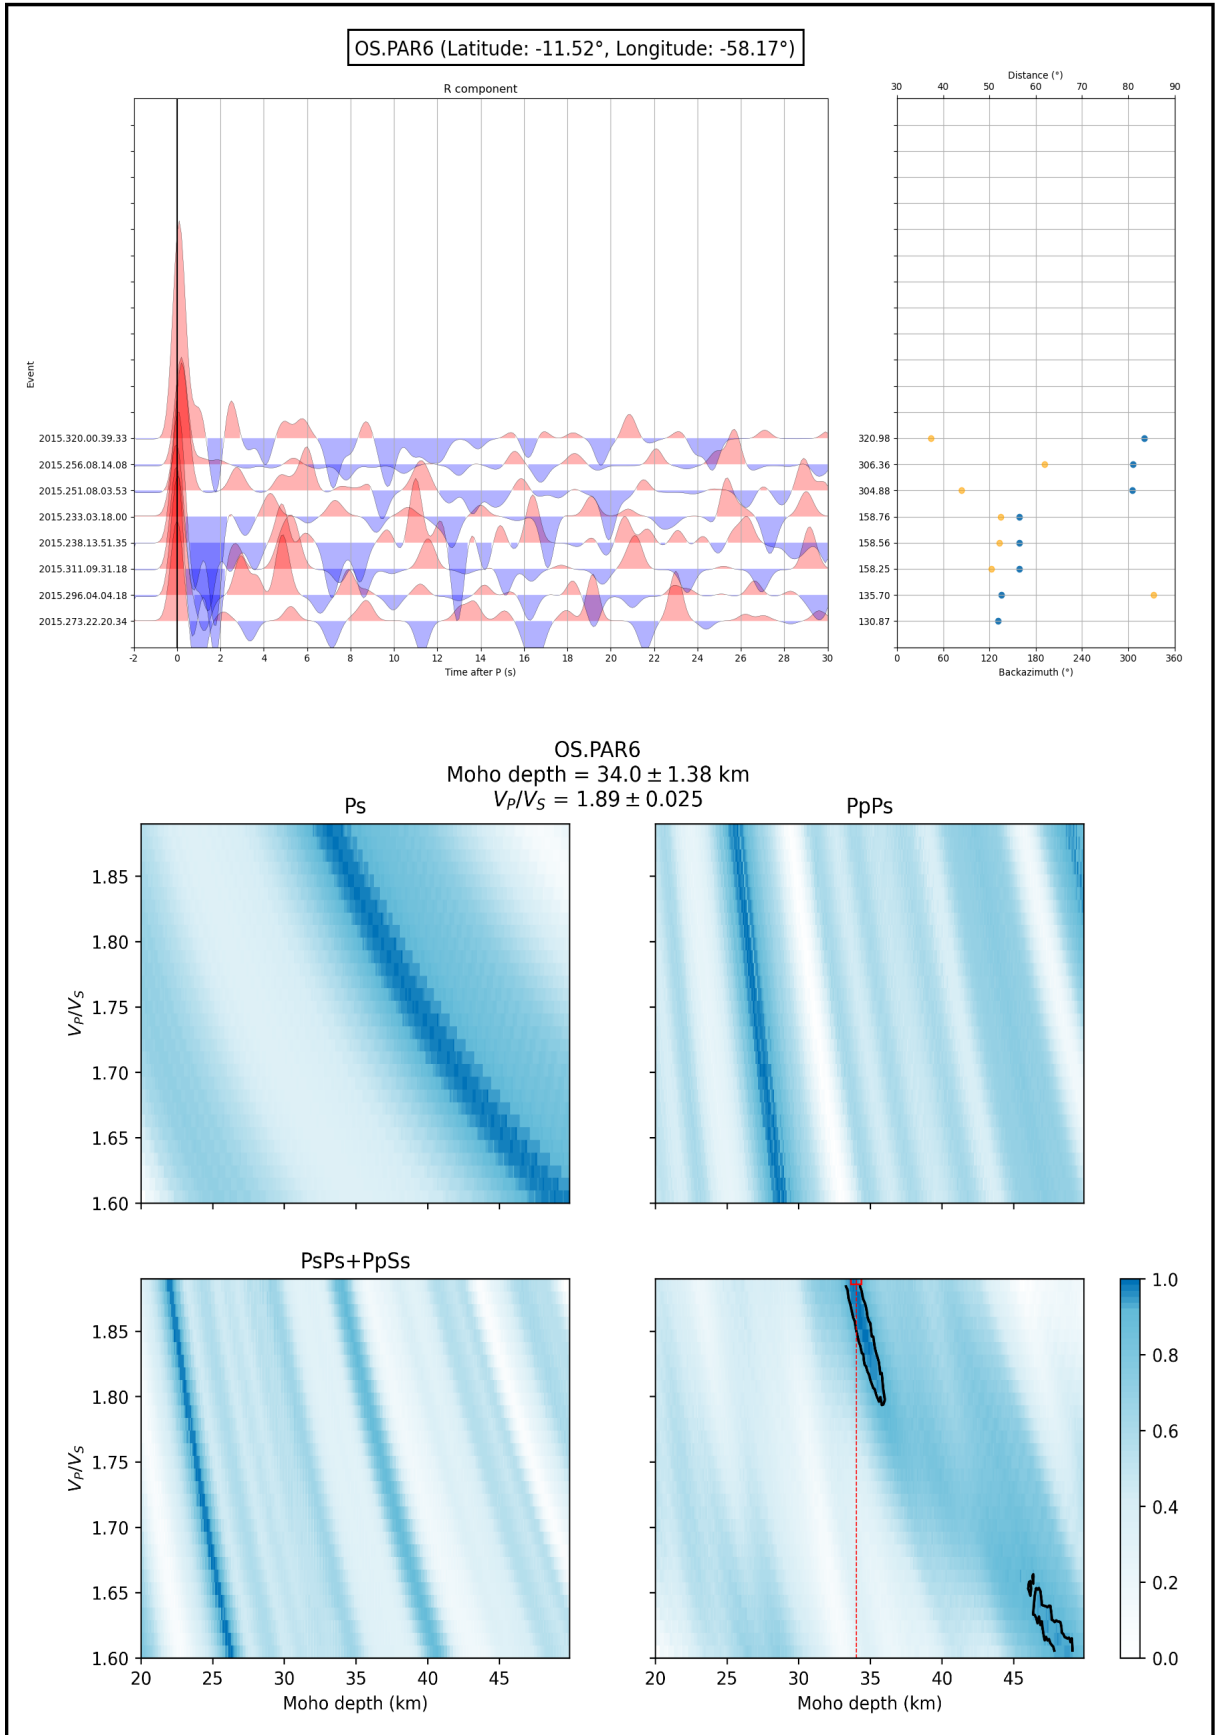 OS.PAR6 (Latitude: -11.52°, Longitude: -58.17°)
R component
Distance (°)
30 40 50 60 70 80 90
Event
2015.320.00.39.33
2015.256.08.14.08
2015.251.08.03.53
2015.233.03.18.00
2015.238.13.51.35
2015.311.09.31.18
2015.296.04.04.18
2015.273.22.20.34
-2 0 2 4 6 8 10 12 14 16 18 20 22 24 26 28 30
Time after P (s)
320.98
306.36
304.88
158.76
158.56
158.25
135.70
130.87
0 60 120 180 240 300 360
Backazimuth (°)
OS.PAR6
Moho depth = 34.0 ± 1.38 km
V_P/V_S = 1.89 ± 0.025
Ps
PpPs
1.85
1.80
1.75
1.70
1.65
1.60
V_P/V_S
PsPs+PpSs
1.85
1.80
1.75
1.70
1.65
1.60
V_P/V_S
20 25 30 35 40 45
Moho depth (km)
20 25 30 35 40 45
Moho depth (km)
1.0
0.8
0.6
0.4
0.2
0.0